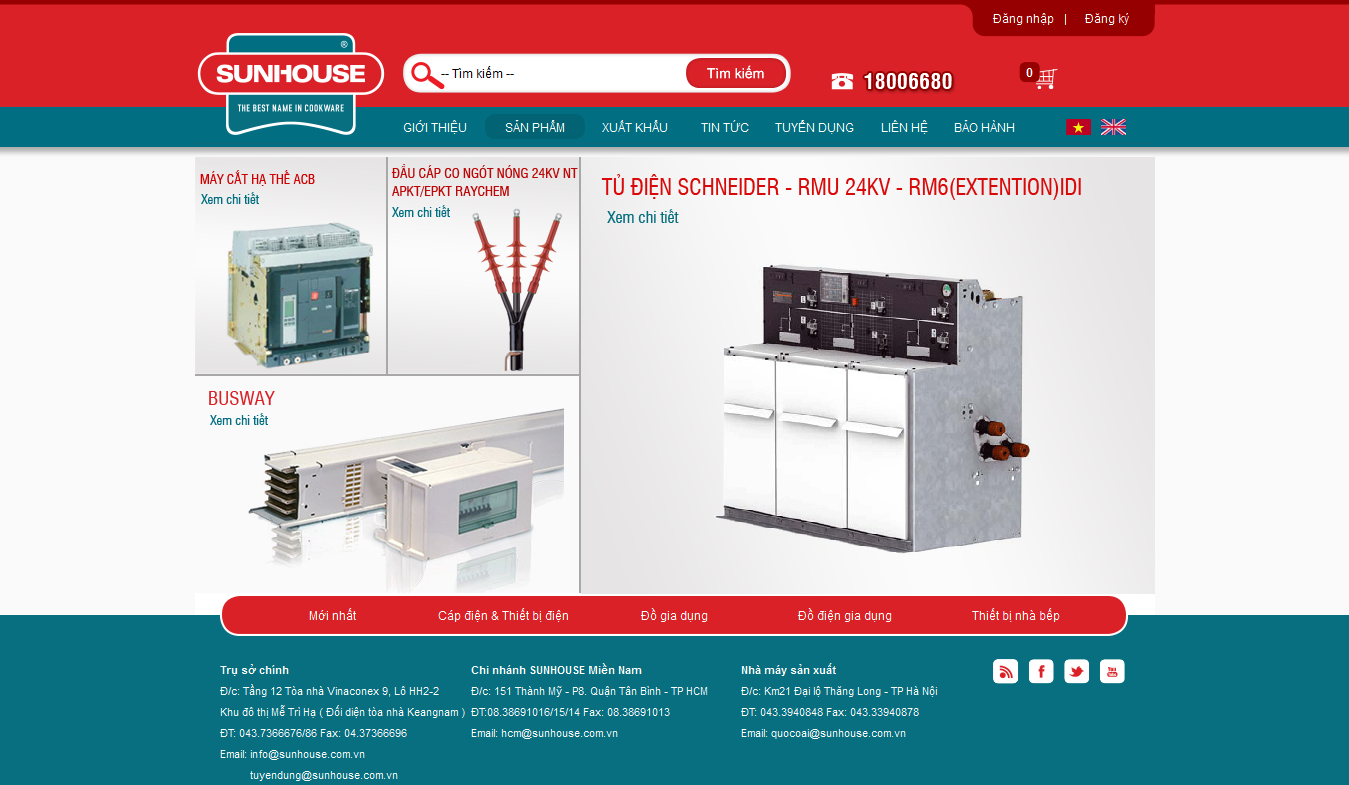 Đăng nhập | Đăng ký
SUNHOUSE ®
THE BEST NAME IN COOKWARE
-- Tìm kiếm --
Tìm kiếm
18006680
0
GIỚI THIỆU
SẢN PHẨM
XUẤT KHẨU
TIN TỨC
TUYỂN DỤNG
LIÊN HỆ
BẢO HÀNH
MÁY CẮT HẠ THẾ ACB
Xem chi tiết
ĐẦU CÁP CO NGÓT NÓNG 24KV NT
APKT/EPKT RAYCHEM
Xem chi tiết
TỦ ĐIỆN SCHNEIDER - RMU 24KV - RM6(EXTENTION)IDI
Xem chi tiết
BUSWAY
Xem chi tiết
Mới nhất
Cáp điện & Thiết bị điện
Đồ gia dụng
Đồ điện gia dụng
Thiết bị nhà bếp
Trụ sở chính
Đ/c: Tầng 12 Tòa nhà Vinaconex 9, Lô HH2-2
Khu đô thị Mễ Trì Hạ ( Đối diện tòa nhà Keangnam )
ĐT: 043.7366676/86 Fax: 04.37366696
Email: info@sunhouse.com.vn
tuyendung@sunhouse.com.vn
Chi nhánh SUNHOUSE Miền Nam
Đ/c: 151 Thành Mỹ - P8. Quận Tân Bình - TP HCM
ĐT:08.38691016/15/14 Fax: 08.38691013
Email: hcm@sunhouse.com.vn
Nhà máy sản xuất
Đ/c: Km21 Đại lộ Thăng Long - TP Hà Nội
ĐT: 043.3940848 Fax: 043.33940878
Email: quocoai@sunhouse.com.vn
You
Tube